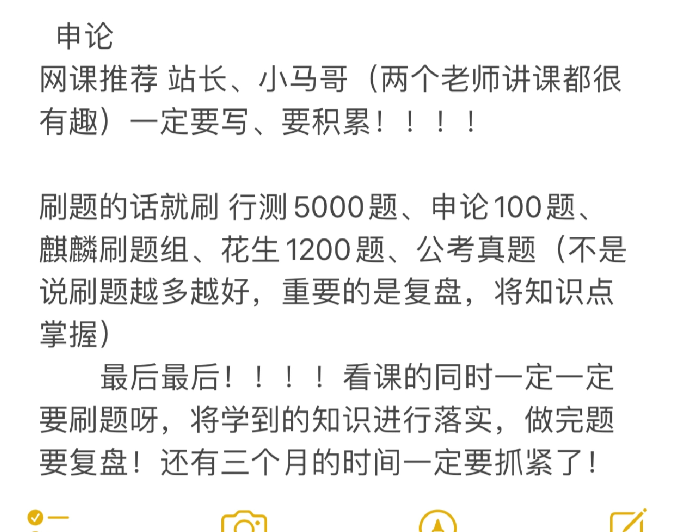 申论
网课推荐 站长、小马哥（两个老师讲课都很
有趣）一定要写、要积累！！！！
刷题的话就刷 行测5000题、申论100题、
麒麟刷题组、花生1200题、公考真题（不是
说刷题越多越好，重要的是复盘，将知识点
掌握）
最后最后！！！！看课的同时一定一定
要刷题呀，将学到的知识进行落实，做完题
要复盘！还有三个月的时间一定要抓紧了！